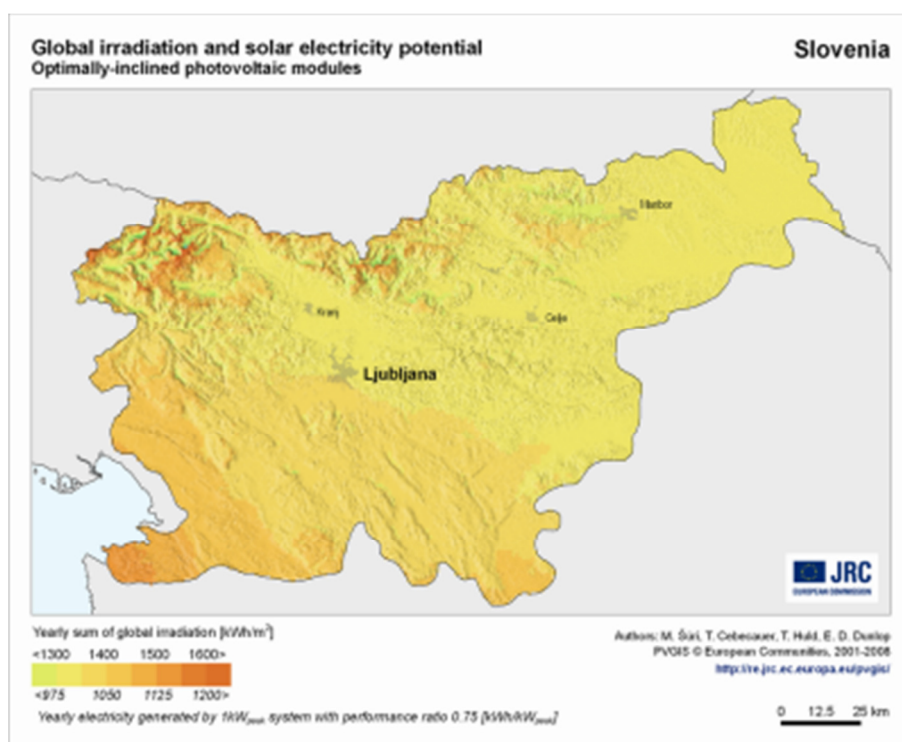 Global irradiation and solar electricity potential
Optimally-inclined photovoltaic modules
Slovenia
Maribor
Kranj
Celje
Ljubljana
JRC
EUROPEAN COMMISSION
Yearly sum of global irradiation [kWh/m²]
<1300 1400 1500 1600>
<975 1050 1125 1200>
Yearly electricity generated by 1kWpeak system with performance ratio 0.75 [kWh/kWpeak]
Authors: M. Šúri, T. Cebecauer, T. Huld, E. D. Dunlop
PVGIS © European Communities, 2001-2008
http://re.jrc.ec.europa.eu/pvgis/
0 12.5 25 km